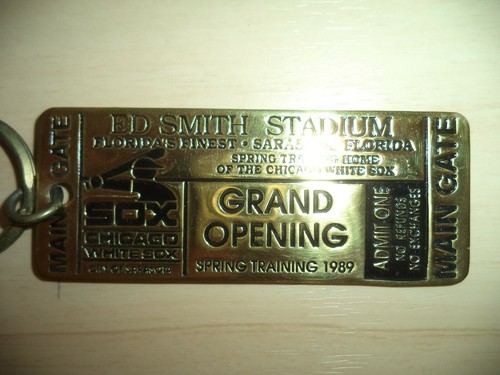 ED SMITH STADIUM
FLORIDA'S FINEST • SARASOTA, FLORIDA
SPRING TRAINING HOME
OF THE CHICAGO WHITE SOX
MAIN GATE
SOX
CHICAGO
WHITE SOX
GRAND
OPENING
SPRING TRAINING 1989
ADMIT ONE
NO REFUNDS
NO EXCHANGES
MAIN GATE